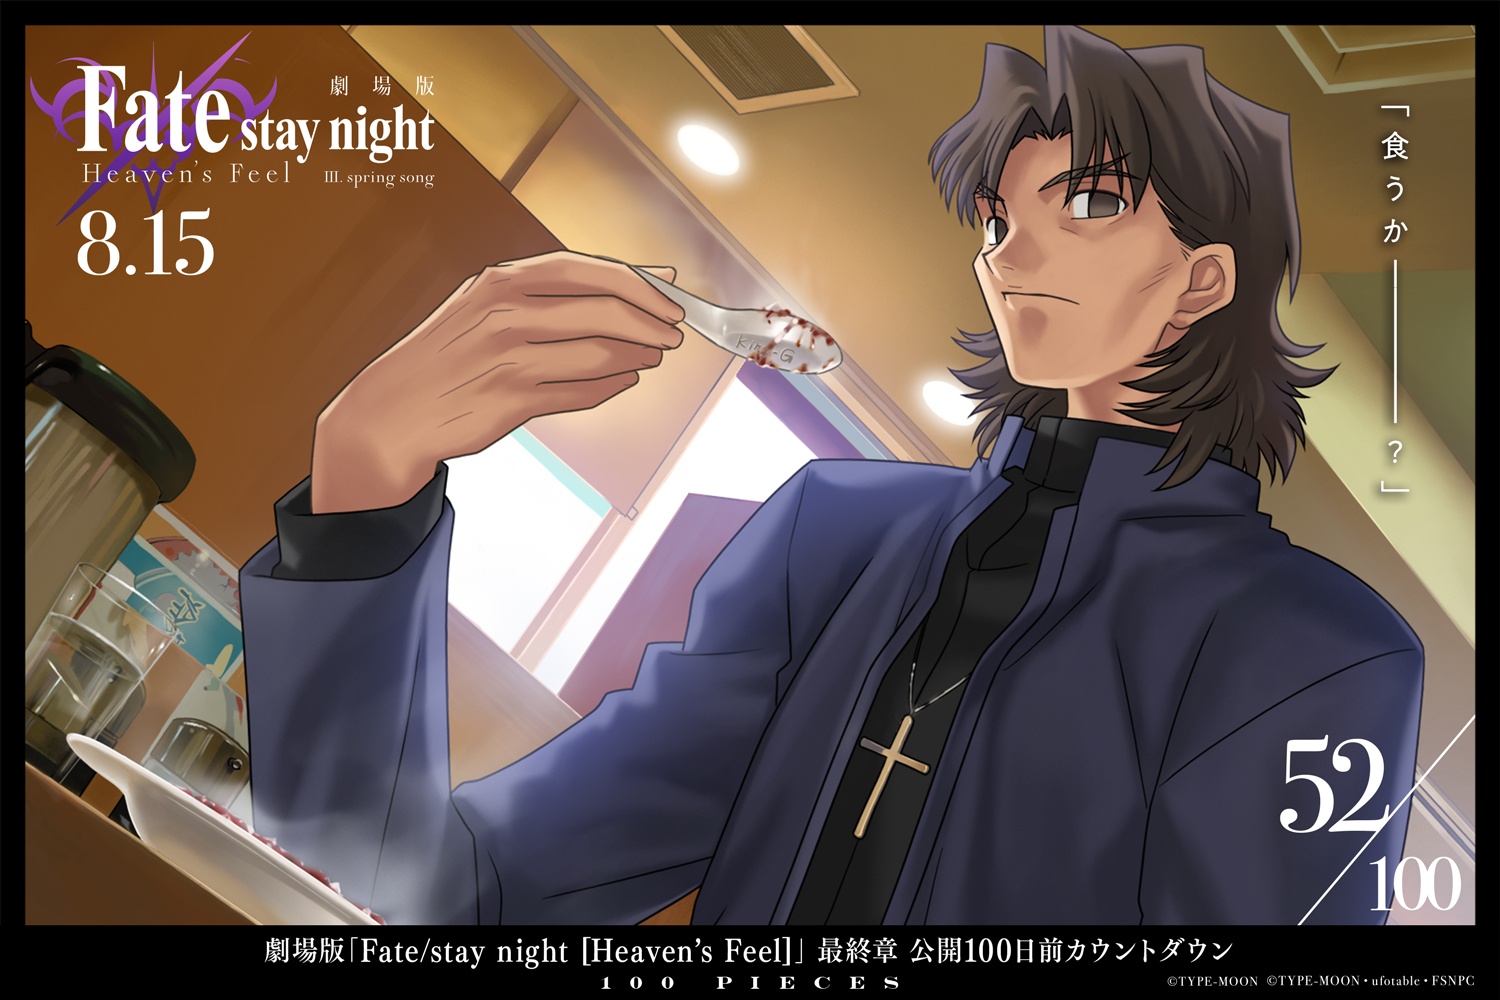 劇場版
Fate
stay night
Heaven's Feel III. spring song
8.15
「食うか――――?」
Kir -G
冷
52/100
劇場版「Fate/stay night [Heaven's Feel]」 最終章 公開100日前カウントダウン
100 PIECES
©TYPE-MOON ©TYPE-MOON・ufotable・FSNPC